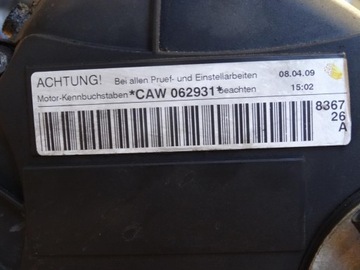 ACHTUNG! Bei allen Pruef- und Einstellarbeiten 08.04.09
Motor-Kennbuchstaben *CAW 062931* beachten 15:02
8367
26
A